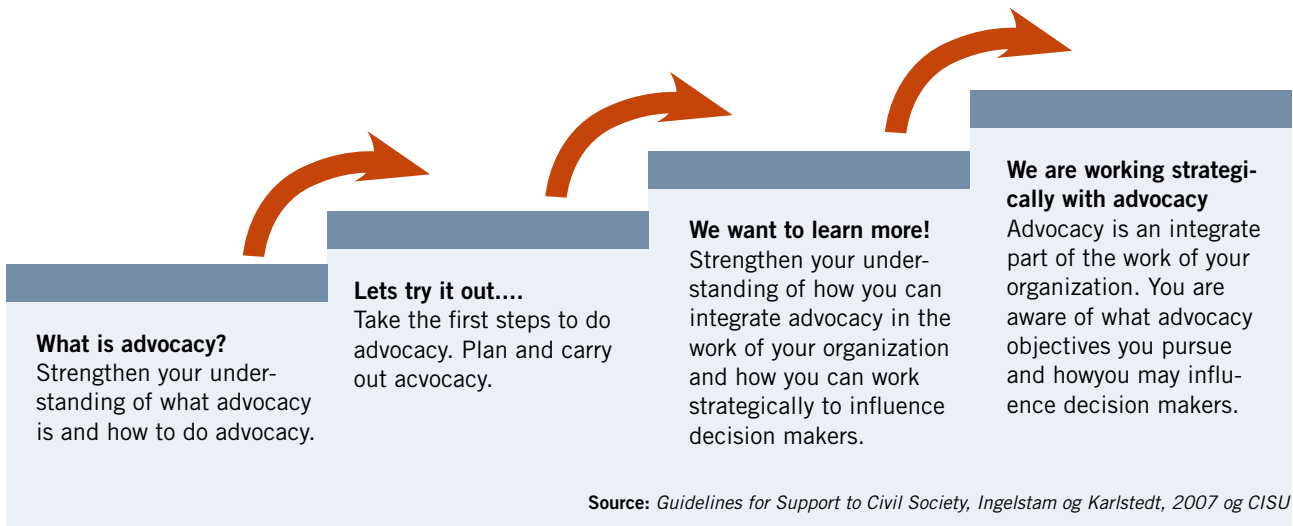 What is advocacy?
Strengthen your under-
standing of what advocacy
is and how to do advocacy.
Lets try it out....
Take the first steps to do
advocacy. Plan and carry
out acvocacy.
We want to learn more!
Strengthen your under-
standing of how you can
integrate advocacy in the
work of your organization
and how you can work
strategically to influence
decision makers.
We are working strategi-
cally with advocacy
Advocacy is an integrate
part of the work of your
organization. You are
aware of what advocacy
objectives you pursue
and howyou may influ-
ence decision makers.
Source: Guidelines for Support to Civil Society, Ingelstam og Karlstedt, 2007 og CISU